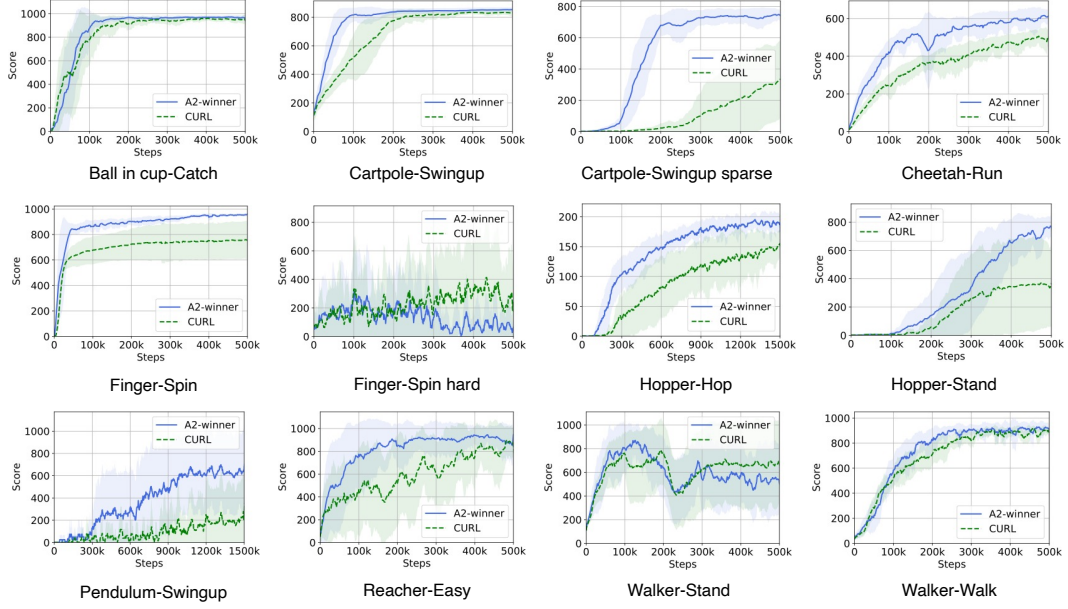 1000
800
600
400
200
0
Score
A2-winner
CURL
0 100k 200k 300k 400k 500k
Steps
Ball in cup-Catch
800
600
400
200
0
Score
A2-winner
CURL
0 100k 200k 300k 400k 500k
Steps
Cartpole-Swingup
800
600
400
200
0
Score
A2-winner
CURL
0 100k 200k 300k 400k 500k
Steps
Cartpole-Swingup sparse
600
400
200
0
Score
A2-winner
CURL
0 100k 200k 300k 400k 500k
Steps
Cheetah-Run
1000
800
600
400
200
0
Score
A2-winner
CURL
0 100k 200k 300k 400k 500k
Steps
Finger-Spin
800
600
400
200
0
Score
A2-winner
CURL
0 100k 200k 300k 400k 500k
Steps
Finger-Spin hard
200
150
100
50
0
Score
A2-winner
CURL
0 300k 600k 900k 1200k 1500k
Steps
Hopper-Hop
800
600
400
200
0
Score
A2-winner
CURL
0 100k 200k 300k 400k 500k
Steps
Hopper-Stand
1000
800
600
400
200
0
Score
A2-winner
CURL
300k 600k 900k 1200k 1500k
Steps
Pendulum-Swingup
1000
800
600
400
200
0
Score
A2-winner
CURL
0 100k 200k 300k 400k 500k
Steps
Reacher-Easy
1000
800
600
400
200
0
Score
A2-winner
CURL
0 100k 200k 300k 400k 500k
Steps
Walker-Stand
1000
800
600
400
200
0
Score
A2-winner
CURL
0 100k 200k 300k 400k 500k
Steps
Walker-Walk